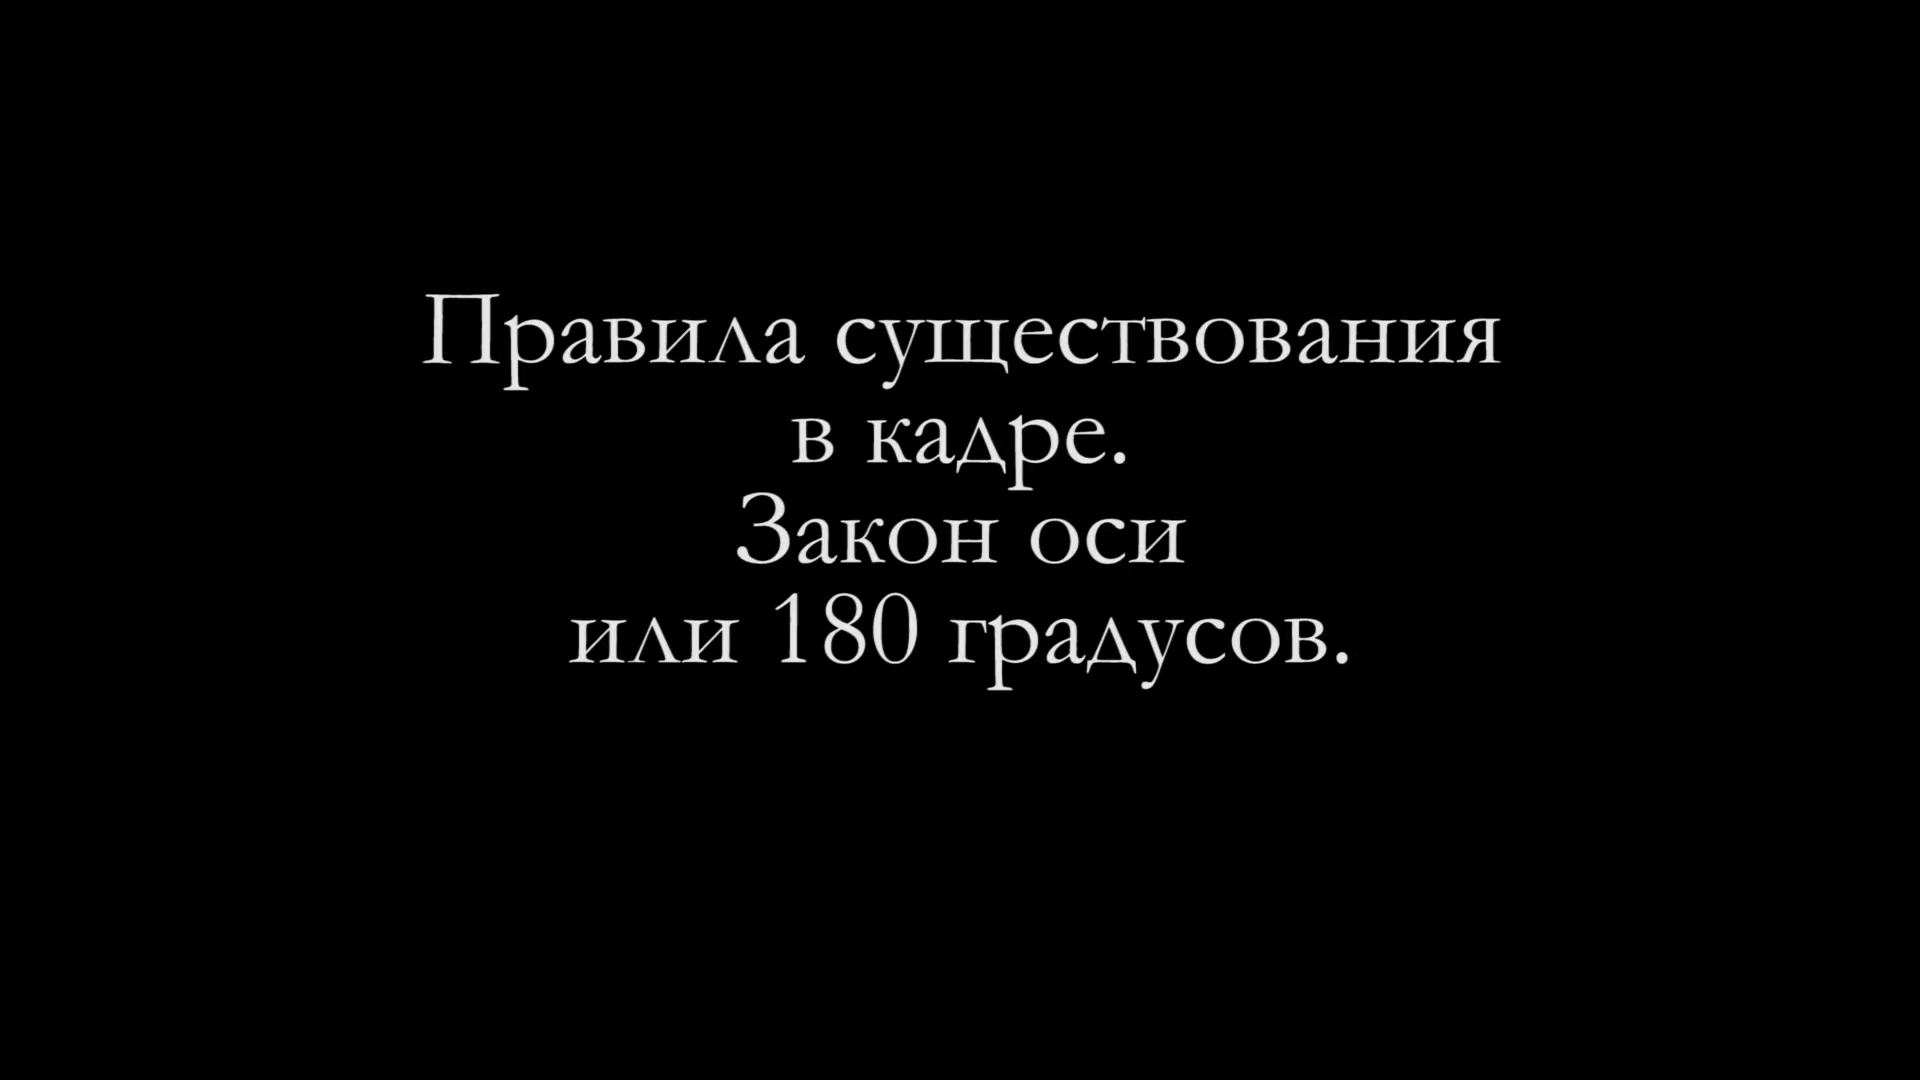 Правила существования
в кадре.
Закон оси
или 180 градусов.